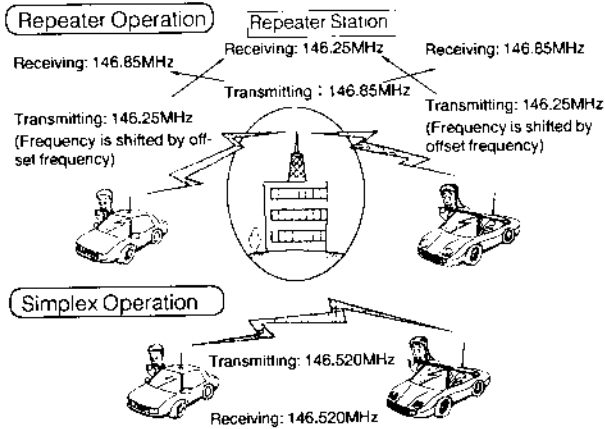 Repeater Operation
Repeater Station
Receiving: 146.25MHz
Receiving: 146.85MHz
Receiving: 146.85MHz
Transmitting : 146.85MHz
Transmitting: 146.25MHz
(Frequency is shifted by off-
set frequency)
Transmitting: 146.25MHz
(Frequency is shifted by
offset frequency)
Simplex Operation
Transmitting: 146.520MHz
Receiving: 146.520MHz